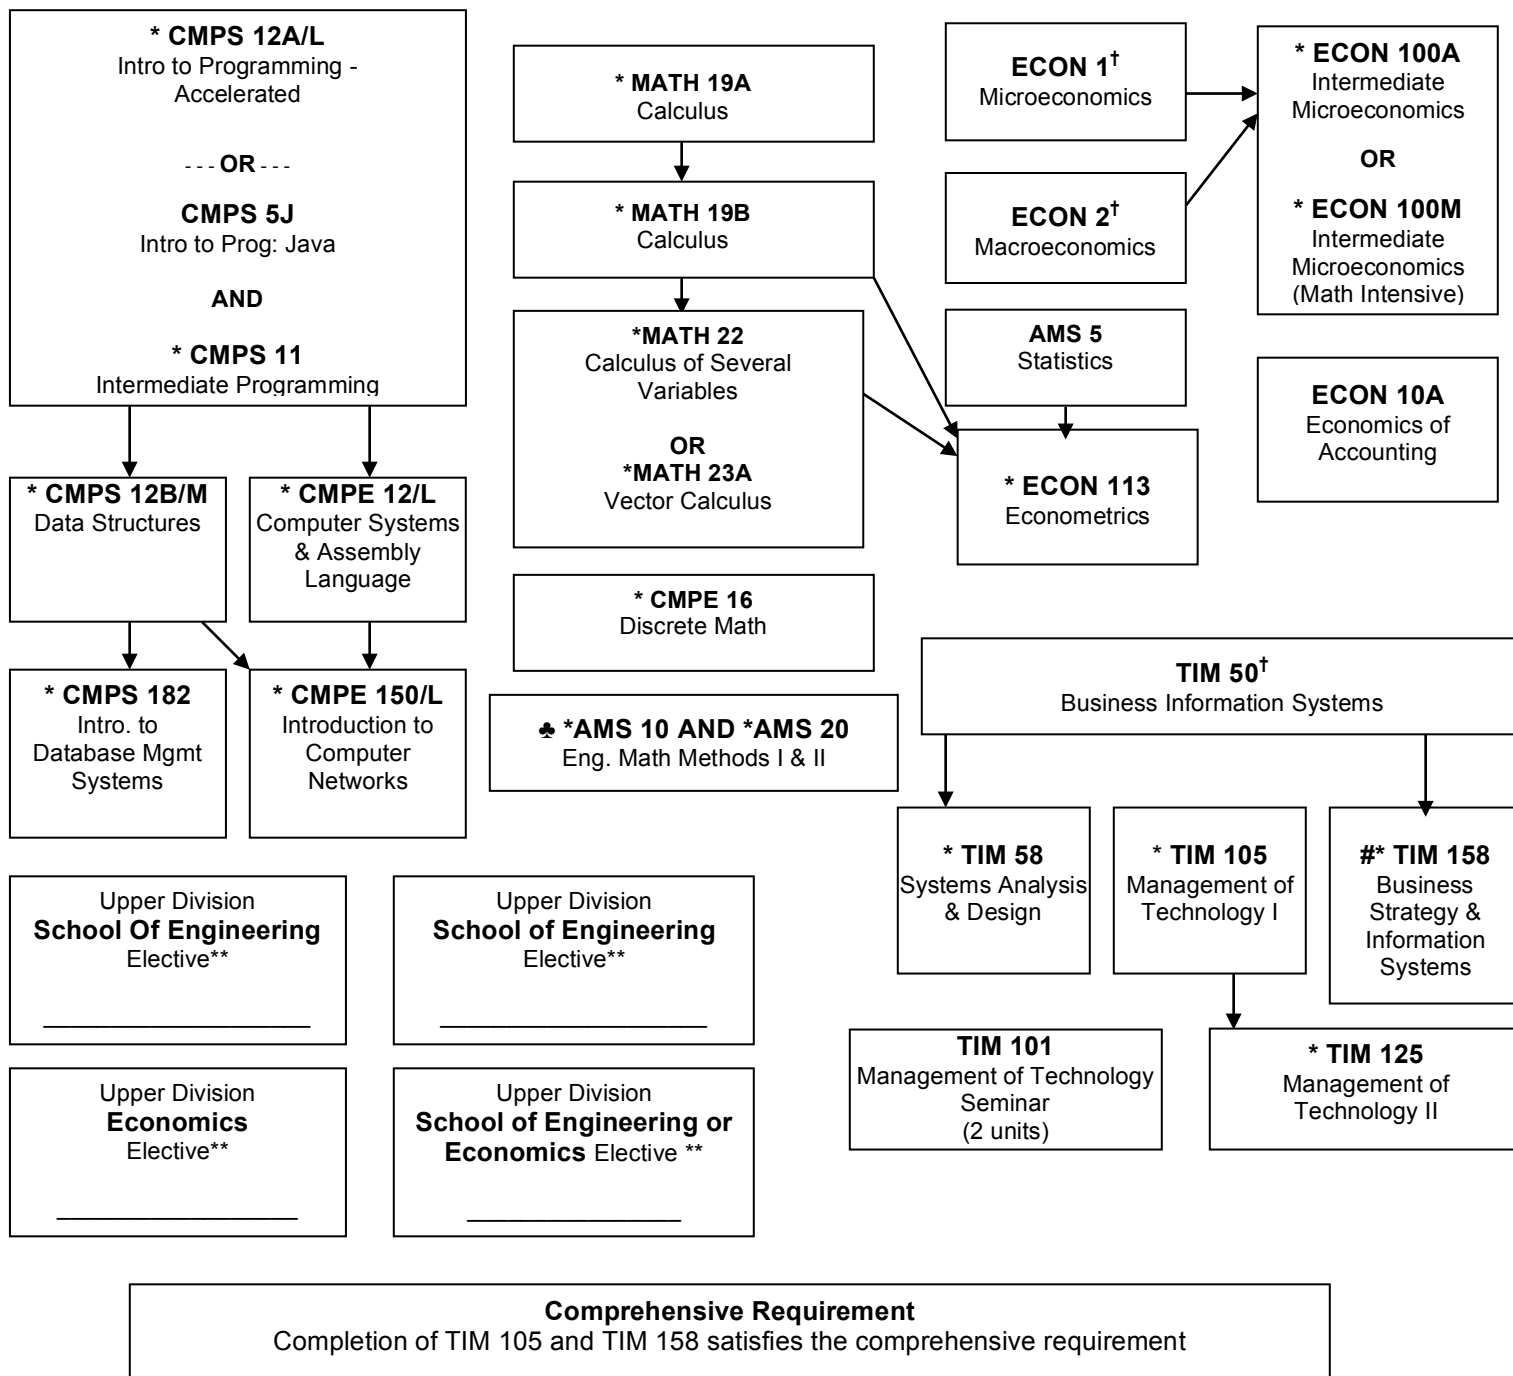 * CMPS 12A/L
Intro to Programming -
Accelerated
- - - OR - - -
CMPS 5J
Intro to Prog: Java
AND
* CMPS 11
Intermediate Programming
* CMPS 12B/M
Data Structures
* CMPE 12/L
Computer Systems
& Assembly
Language
* CMPS 182
Intro. to
Database Mgmt
Systems
* CMPE 150/L
Introduction to
Computer
Networks
* MATH 19A
Calculus
* MATH 19B
Calculus
*MATH 22
Calculus of Several
Variables
OR
*MATH 23A
Vector Calculus
* CMPE 16
Discrete Math
♣ *AMS 10 AND *AMS 20
Eng. Math Methods I & II
ECON 1†
Microeconomics
ECON 2†
Macroeconomics
AMS 5
Statistics
* ECON 113
Econometrics
* ECON 100A
Intermediate
Microeconomics
OR
* ECON 100M
Intermediate
Microeconomics
(Math Intensive)
ECON 10A
Economics of
Accounting
TIM 50†
Business Information Systems
* TIM 58
Systems Analysis
& Design
* TIM 105
Management of
Technology I
#* TIM 158
Business
Strategy &
Information
Systems
TIM 101
Management of Technology
Seminar
(2 units)
* TIM 125
Management of
Technology II
Upper Division
School Of Engineering
Elective**
Upper Division
School of Engineering
Elective**
Upper Division
Economics
Elective**
Upper Division
School of Engineering or
Economics Elective **
Comprehensive Requirement
Completion of TIM 105 and TIM 158 satisfies the comprehensive requirement